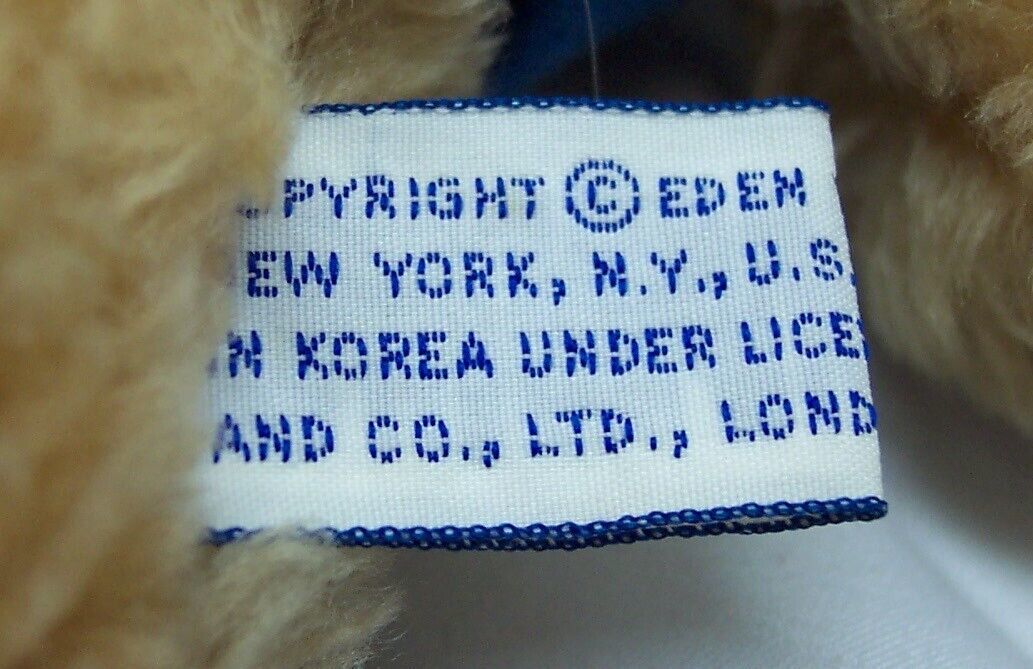 PYRIGHT © EDEN
EW YORK, N.Y., U.S.
N KOREA UNDER LICE
AND CO., LTD., LOND